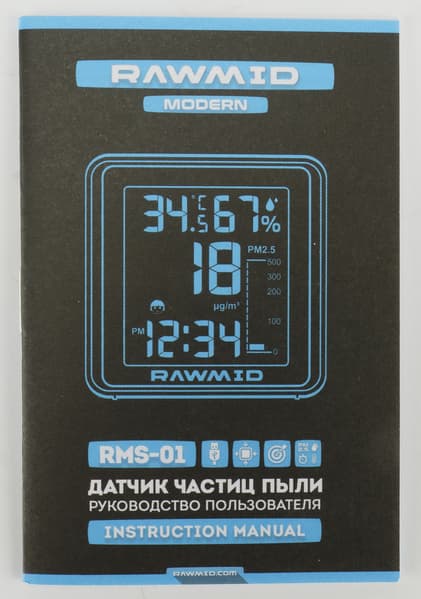 RAWMID
MODERN
34.5 °C 67 %
PM2.5
18
500
300
200
µg/m³
100
PM 12:34
0
RAWMID
RMS-01
ДАТЧИК ЧАСТИЦ ПЫЛИ
РУКОВОДСТВО ПОЛЬЗОВАТЕЛЯ
INSTRUCTION MANUAL
RAWMID.COM